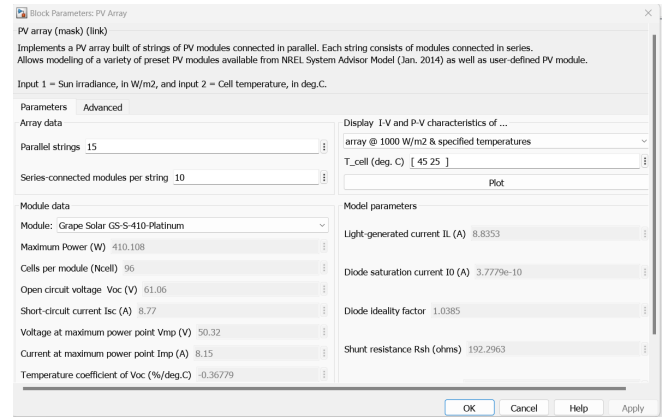 Block Parameters: PV Array
PV array (mask) (link)
Implements a PV array built of strings of PV modules connected in parallel. Each string consists of modules connected in series.
Allows modeling of a variety of preset PV modules available from NREL System Advisor Model (Jan. 2014) as well as user-defined PV module.
Input 1 = Sun irradiance, in W/m2, and input 2 = Cell temperature, in deg.C.
Parameters Advanced
Array data
Parallel strings 15
Series-connected modules per string 10
Display I-V and P-V characteristics of ...
array @ 1000 W/m2 & specified temperatures
T_cell (deg. C) [ 45 25 ]
Plot
Module data
Module: Grape Solar GS-S-410-Platinum
Maximum Power (W) 410.108
Cells per module (Ncell) 96
Open circuit voltage Voc (V) 61.06
Short-circuit current Isc (A) 8.77
Voltage at maximum power point Vmp (V) 50.32
Current at maximum power point Imp (A) 8.15
Temperature coefficient of Voc (%/deg.C) -0.36779
Model parameters
Light-generated current IL (A) 8.8353
Diode saturation current I0 (A) 3.7779e-10
Diode ideality factor 1.0385
Shunt resistance Rsh (ohms) 192.2963
OK Cancel Help Apply